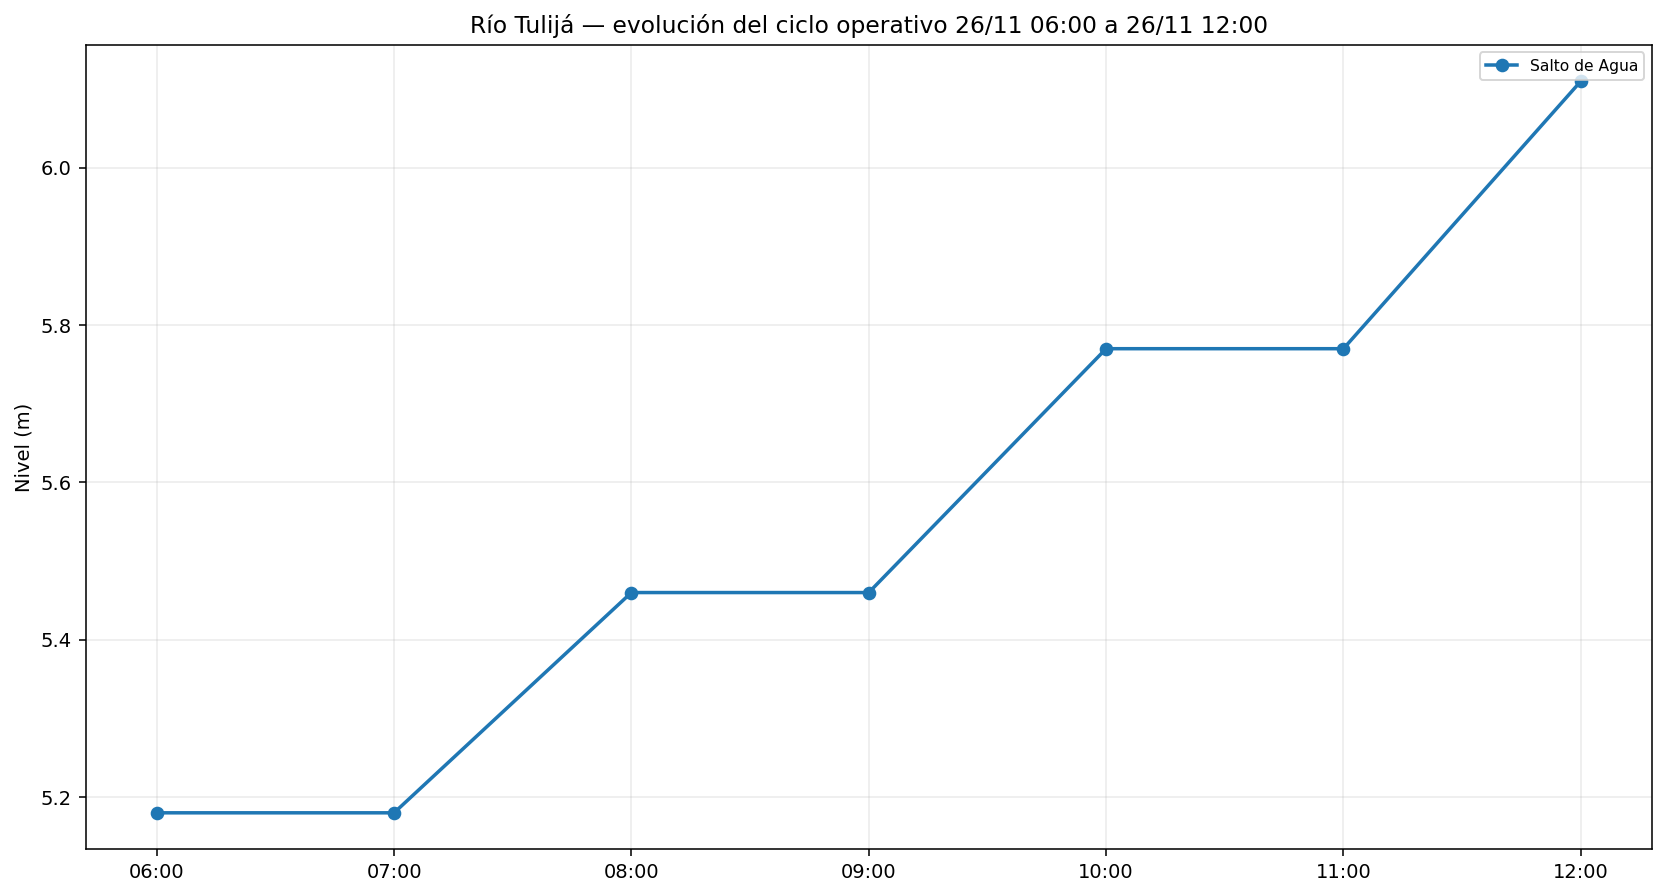 Río Tulijá — evolución del ciclo operativo 26/11 06:00 a 26/11 12:00
Salto de Agua
Nivel (m)
6.0
5.8
5.6
5.4
5.2
06:00 07:00 08:00 09:00 10:00 11:00 12:00